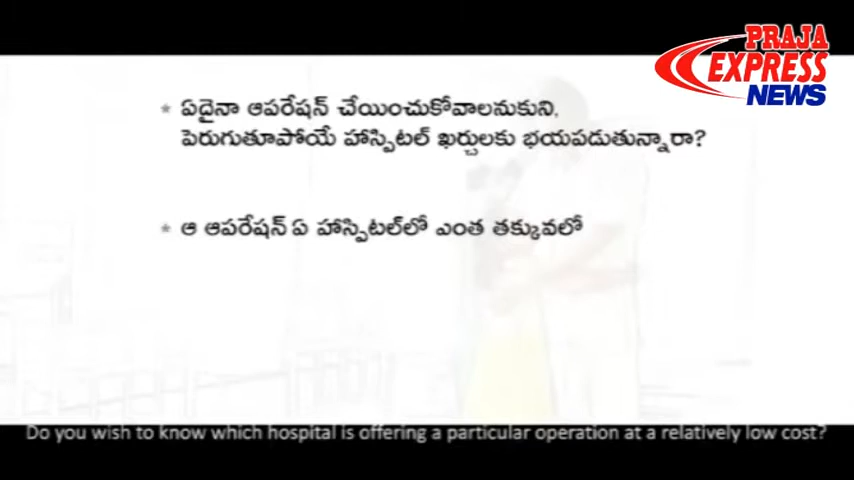 PRAJA
EXPRESS
NEWS
* ఏదైనా ఆపరేషన్ చేయించుకోవాలనుకుని,
పెరుగుతూపోయే హాస్పిటల్ ఖర్చులకు భయపడుతున్నారా?
* ఆ ఆపరేషన్ ఏ హాస్పిటల్‌లో ఎంత తక్కువలో
Do you wish to know which hospital is offering a particular operation at a relatively low cost?